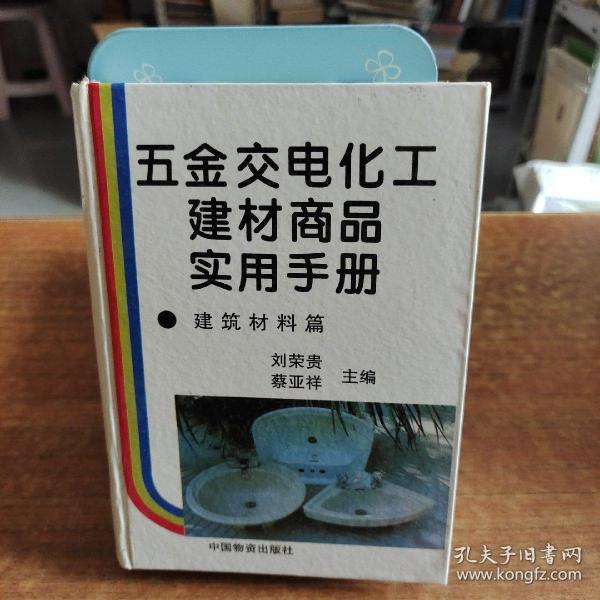 五金交电化工
建材商品
实用手册
●建筑材料篇
刘荣贵
蔡亚祥 主编
中国物资出版社
孔夫子旧书网
www.kongfz.com